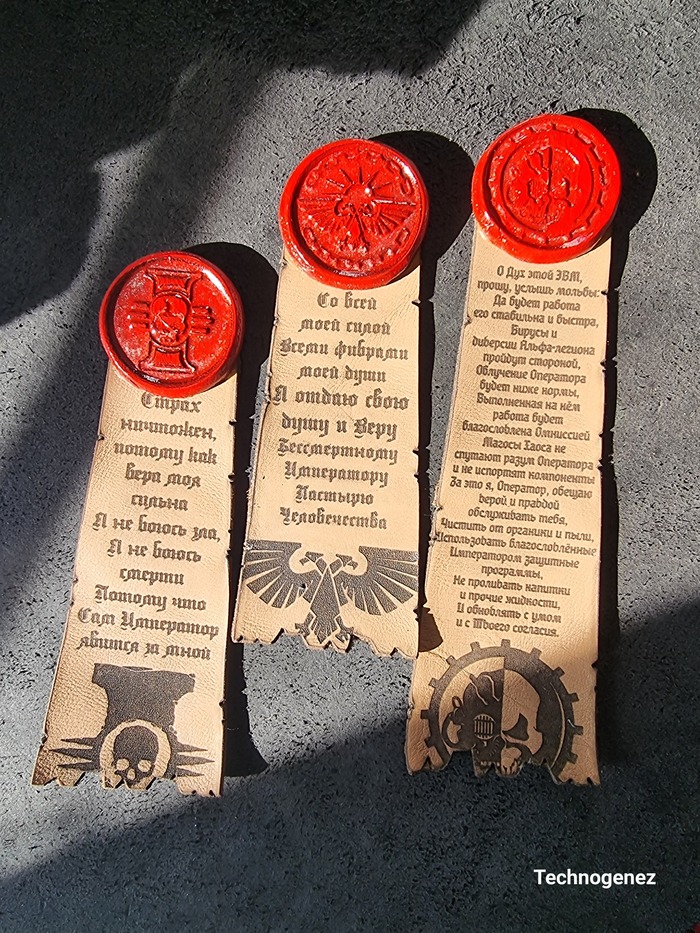 Страх
ничтожен,
потому как
вера моя
сильна
Я не боюсь зла,
Я не боюсь
смерти
Потому что
Сам Император
явится за мной
Со всей
моей силой
Всеми фибрами
моей души
Я отдаю свою
душу и Веру
Бессмертному
Императору
Пастырю
Человечества
О Дух этой ЭВМ,
прошу, услышь мольбы:
Да будет работа
его стабильна и быстра,
Вирусы и
диверсии Альфа-легиона
пройдут стороной,
Облучение Оператора
будет ниже нормы,
Выполненная на нём
работа будет
благословлена Омниссией
Магосы Хаоса не
спутают разум Оператора
и не испортят компоненты
За это я, Оператор, обещаю
верой и правдой
обслуживать тебя,
Чистить от органики и пыли,
Использовать благословлённые
Императором защитные
программы,
Не проливать напитки
и прочие жидкости,
И обновлять с умом
и с Твоего согласия.
Technogenez